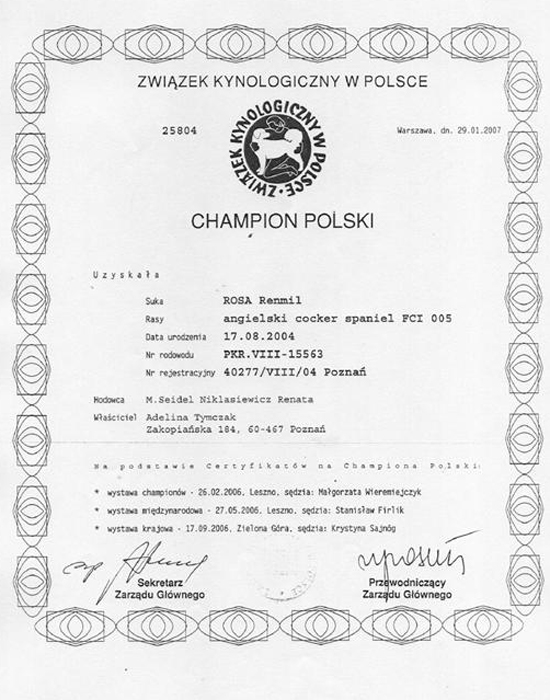 ZWIĄZEK KYNOLOGICZNY W POLSCE
25804
Warszawa, dn. 29.01.2007
ZWIĄZEK KYNOLOGICZNY W POLSCE
CHAMPION POLSKI
Uzyskała
Suka ROSA Renmil
Rasy angielski cocker spaniel FCI 005
Data urodzenia 17.08.2004
Nr rodowodu PKR.VIII-15563
Nr rejestracyjny 40277/VIII/04 Poznań
Hodowca M.Seidel Niklasiewicz Renata
Właściciel Adelina Tymczak
Zakopiańska 184, 60-467 Poznań
Na podstawie Certyfikatów na Championa Polski:
* wystawa championów - 26.02.2006, Leszno, sędzia: Małgorzata Wieremiejczyk
* wystawa międzynarodowa - 27.05.2006, Leszno, sędzia: Stanisław Firlik
* wystawa krajowa - 17.09.2006, Zielona Góra, sędzia: Krystyna Sajnóg
Sekretarz
Zarządu Głównego
Przewodniczący
Zarządu Głównego